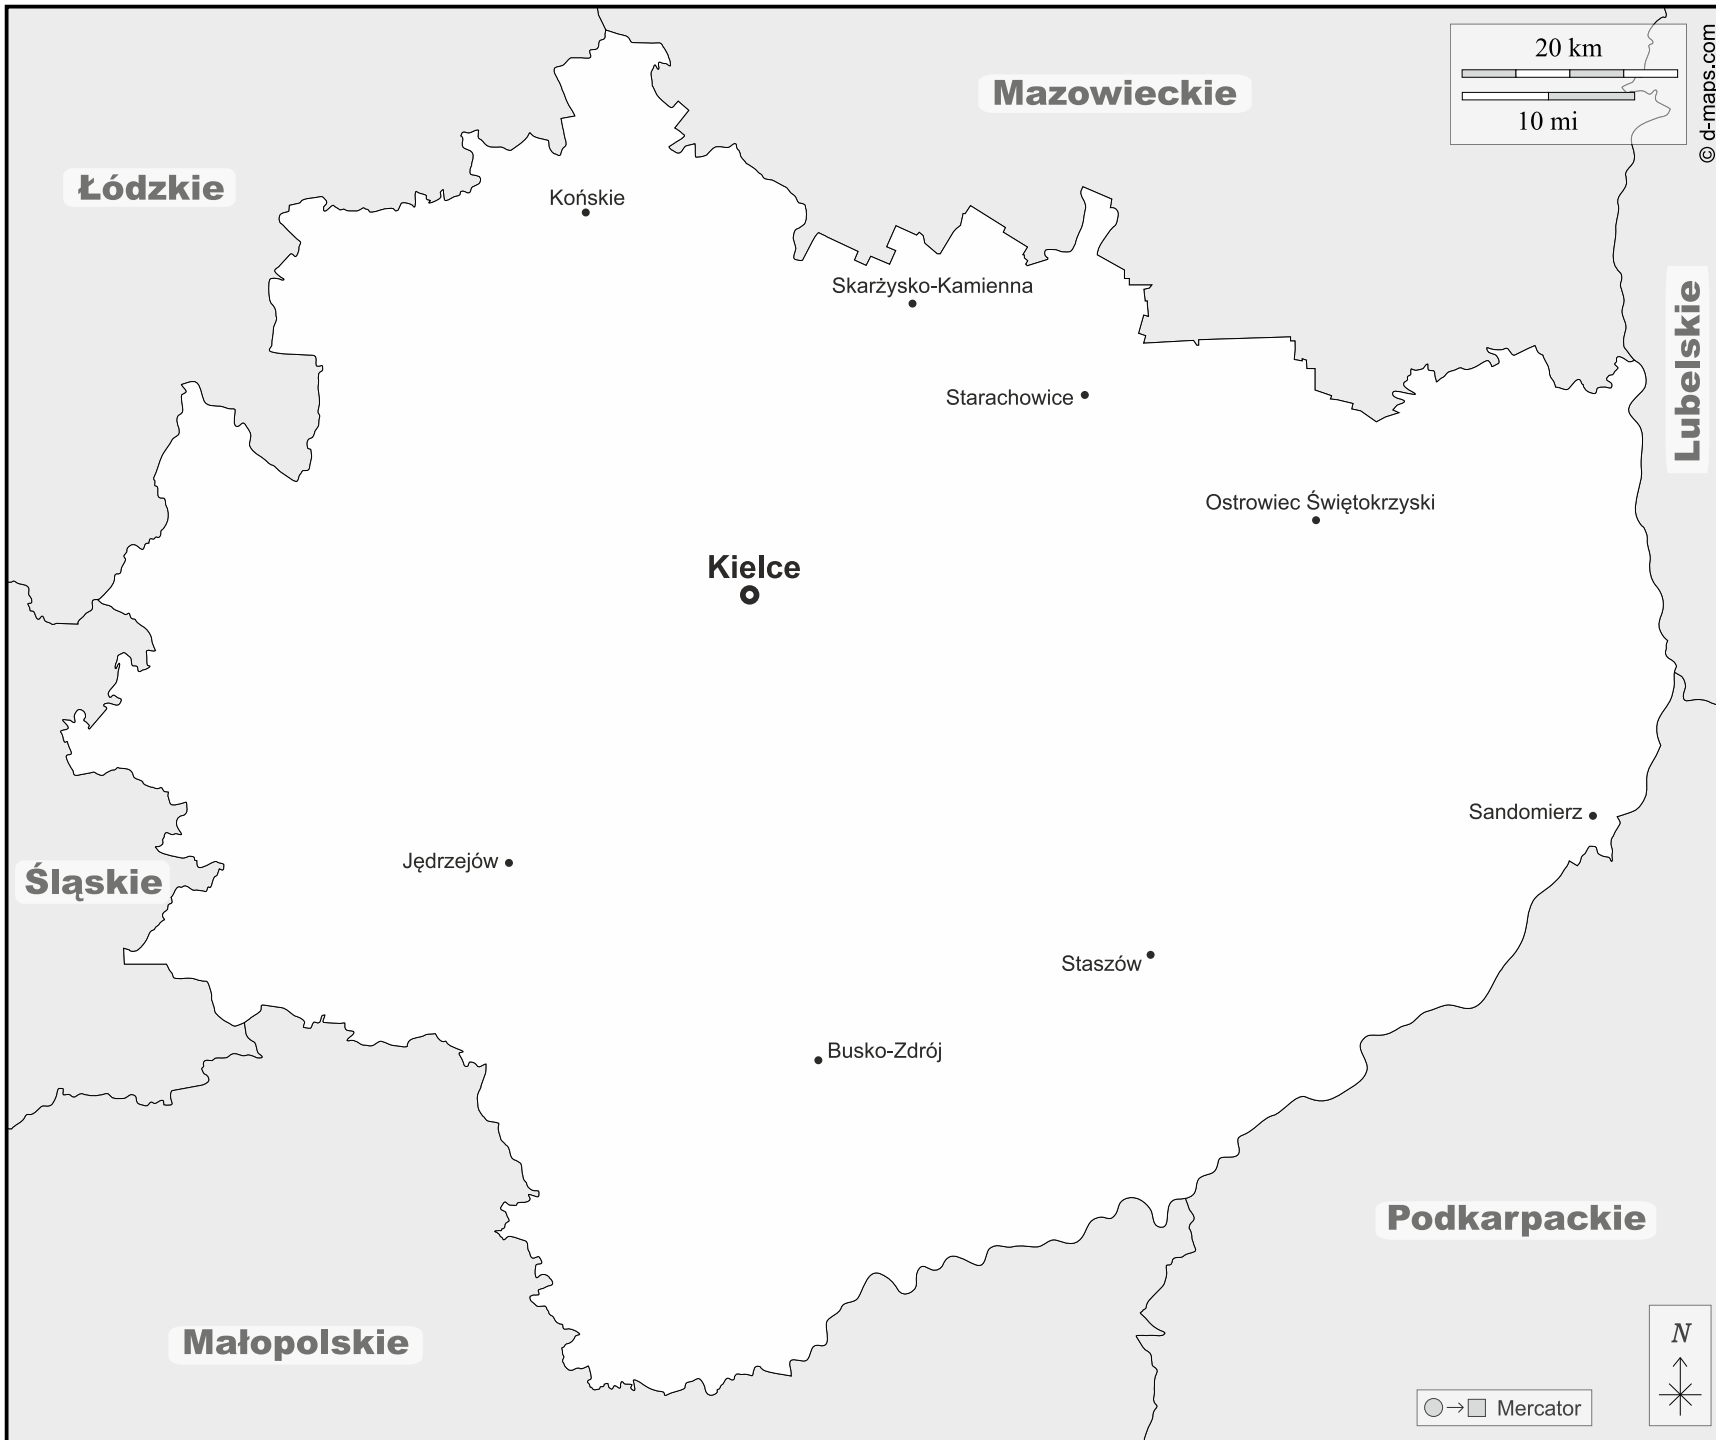 20 km
10 mi
© d-maps.com
Mazowieckie
Łódzkie
Końskie
Skarżysko-Kamienna
Lubelskie
Starachowice
Ostrowiec Świętokrzyski
Kielce
Sandomierz
Jędrzejów
Śląskie
Staszów
Busko-Zdrój
Podkarpackie
Małopolskie
N
Mercator